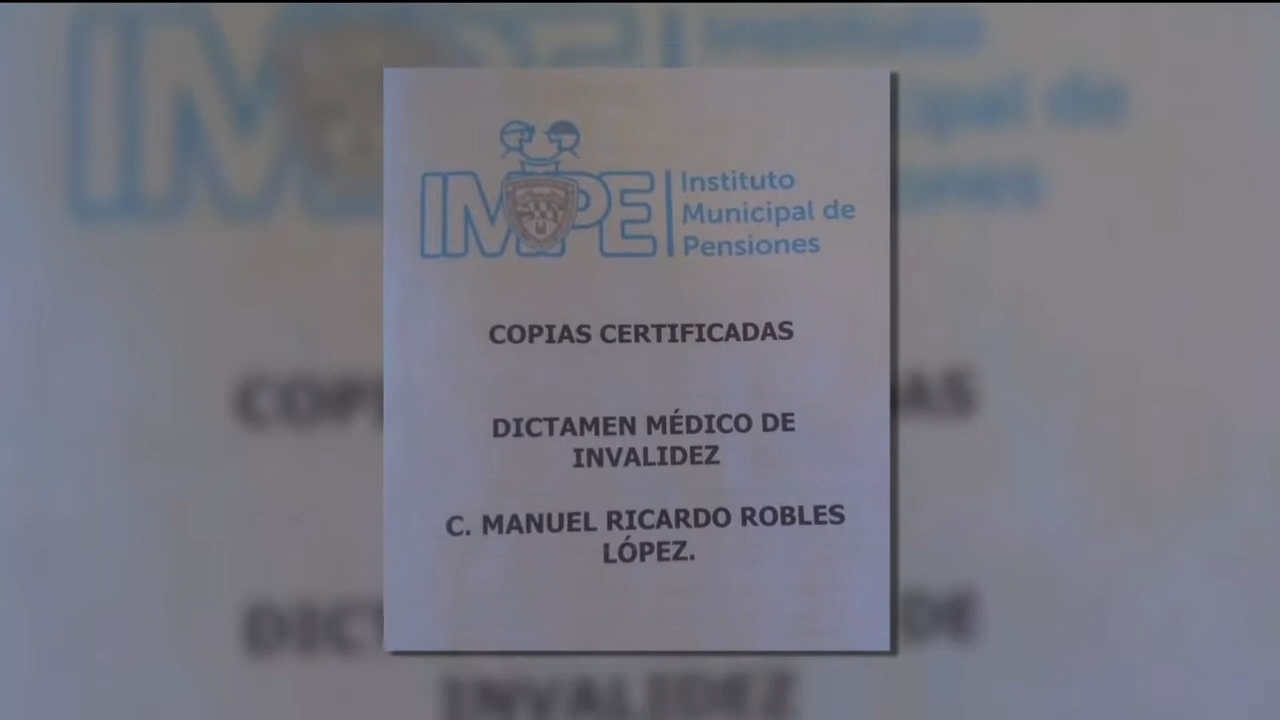 IMPE
Instituto
Municipal de
Pensiones
COPIAS CERTIFICADAS
DICTAMEN MÉDICO DE
INVALIDEZ
C. MANUEL RICARDO ROBLES
LÓPEZ.